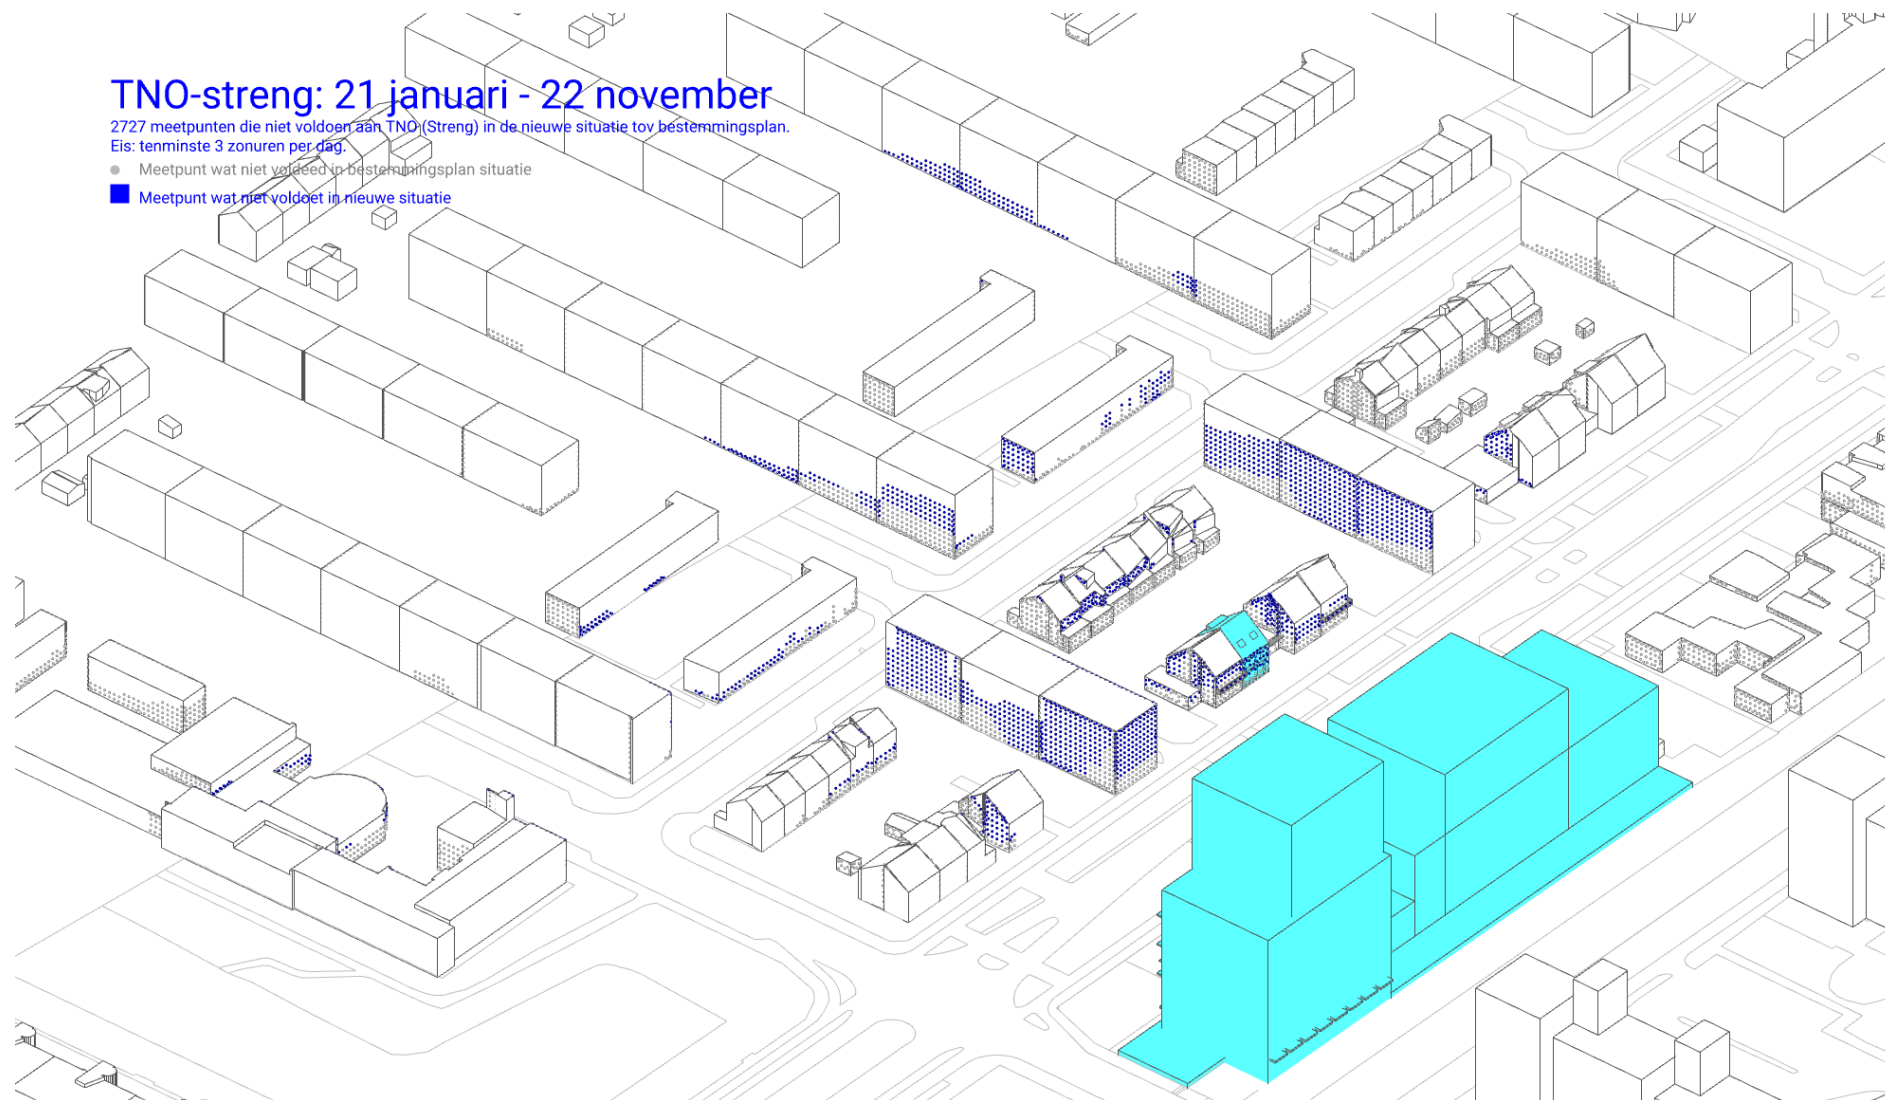 TNO-streng: 21 januari - 22 november
2727 meetpunten die niet voldoen aan TNO (Streng) in de nieuwe situatie tov bestemmingsplan.
Eis: tenminste 3 zonuren per dag.
Meetpunt wat niet voldeed in bestemmingsplan situatie
Meetpunt wat niet voldoet in nieuwe situatie